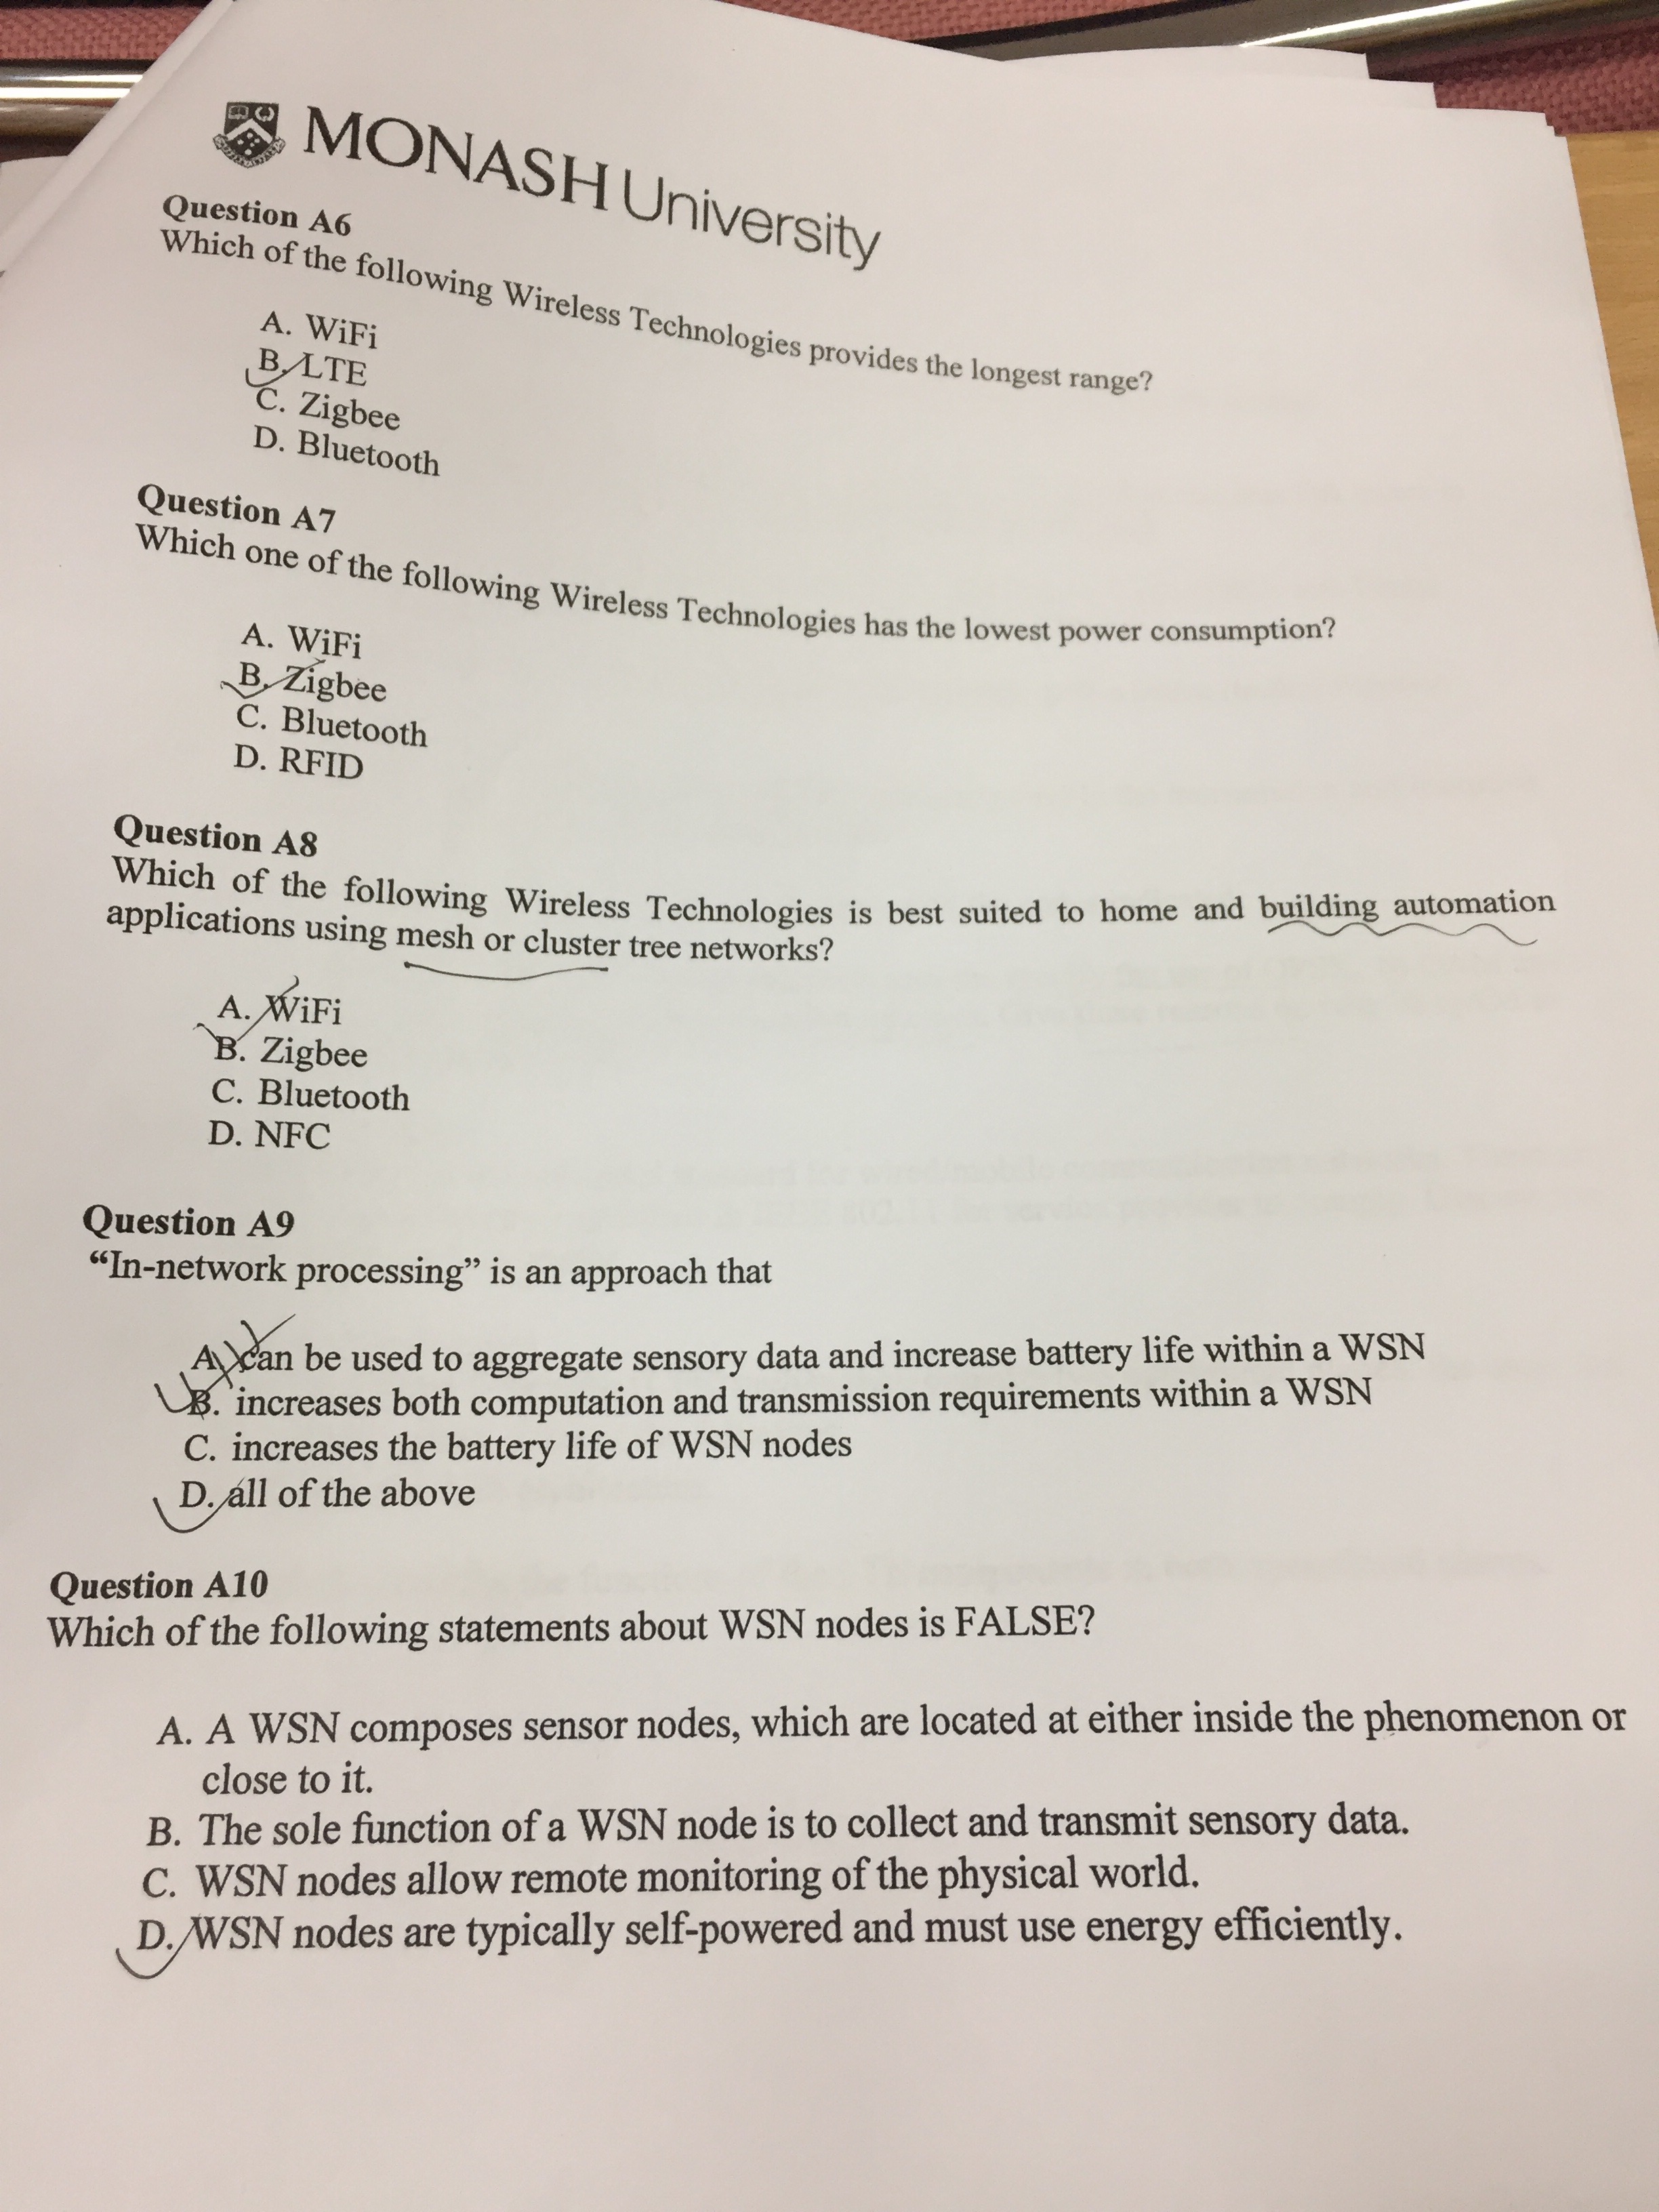 MONASH University
Question A6
Which of the following Wireless Technologies provides the longest range?
A. WiFi
B. LTE
C. Zigbee
D. Bluetooth
Question A7
Which one of the following Wireless Technologies has the lowest power consumption?
A. WiFi
B. Zigbee
C. Bluetooth
D. RFID
Question A8
Which of the following Wireless Technologies is best suited to home and building automation
applications using mesh or cluster tree networks?
A. WiFi
B. Zigbee
C. Bluetooth
D. NFC
Question A9
“In-network processing” is an approach that
A. can be used to aggregate sensory data and increase battery life within a WSN
B. increases both computation and transmission requirements within a WSN
C. increases the battery life of WSN nodes
D. all of the above
Question A10
Which of the following statements about WSN nodes is FALSE?
A. A WSN composes sensor nodes, which are located at either inside the phenomenon or
close to it.
B. The sole function of a WSN node is to collect and transmit sensory data.
C. WSN nodes allow remote monitoring of the physical world.
D. WSN nodes are typically self-powered and must use energy efficiently.